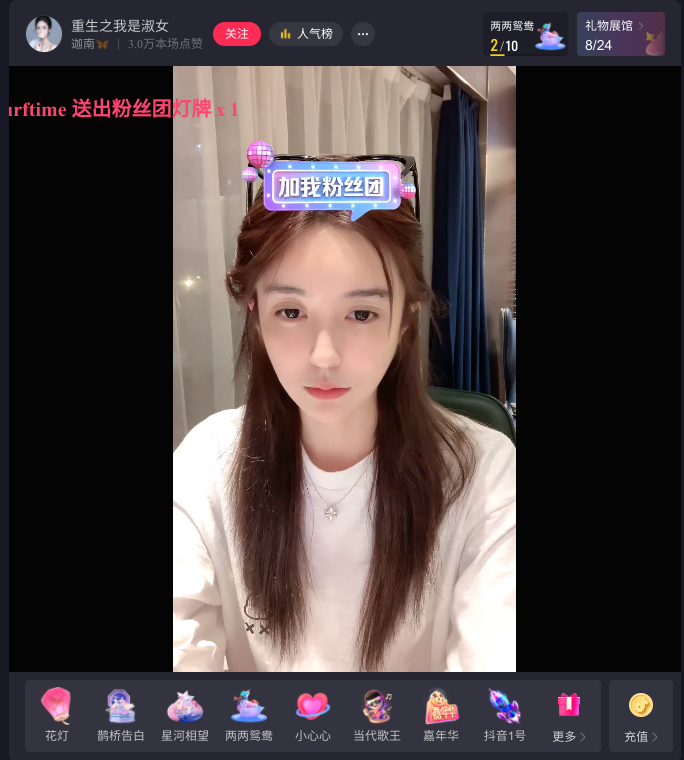 重生之我是淑女
迦南
3.0万本场点赞
关注
人气榜
两两鸳鸯
2/10
礼物展馆
8/24
urftime 送出粉丝团灯牌 x 1
加我粉丝团
花灯
鹊桥告白
星河相望
两两鸳鸯
小心心
当代歌王
嘉年华
嘉年华
抖音1号
更多
充值